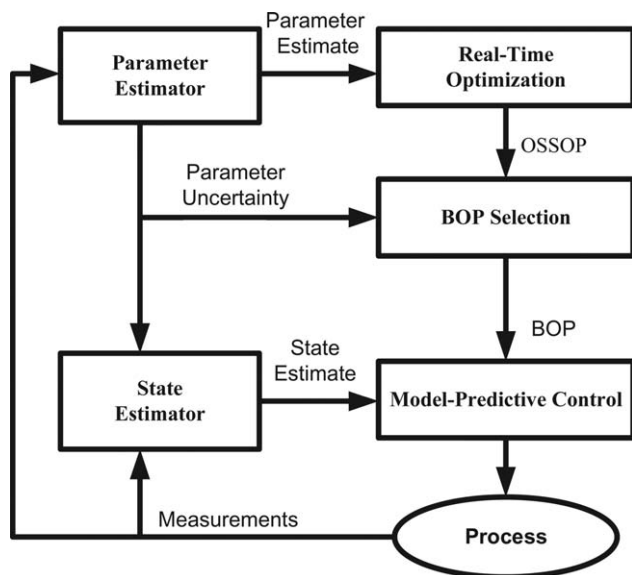 Parameter
Estimate
Parameter
Estimator
Real-Time
Optimization
OSSOP
Parameter
Uncertainty
BOP Selection
BOP
State
Estimate
State
Estimator
Model-Predictive Control
Measurements
Process